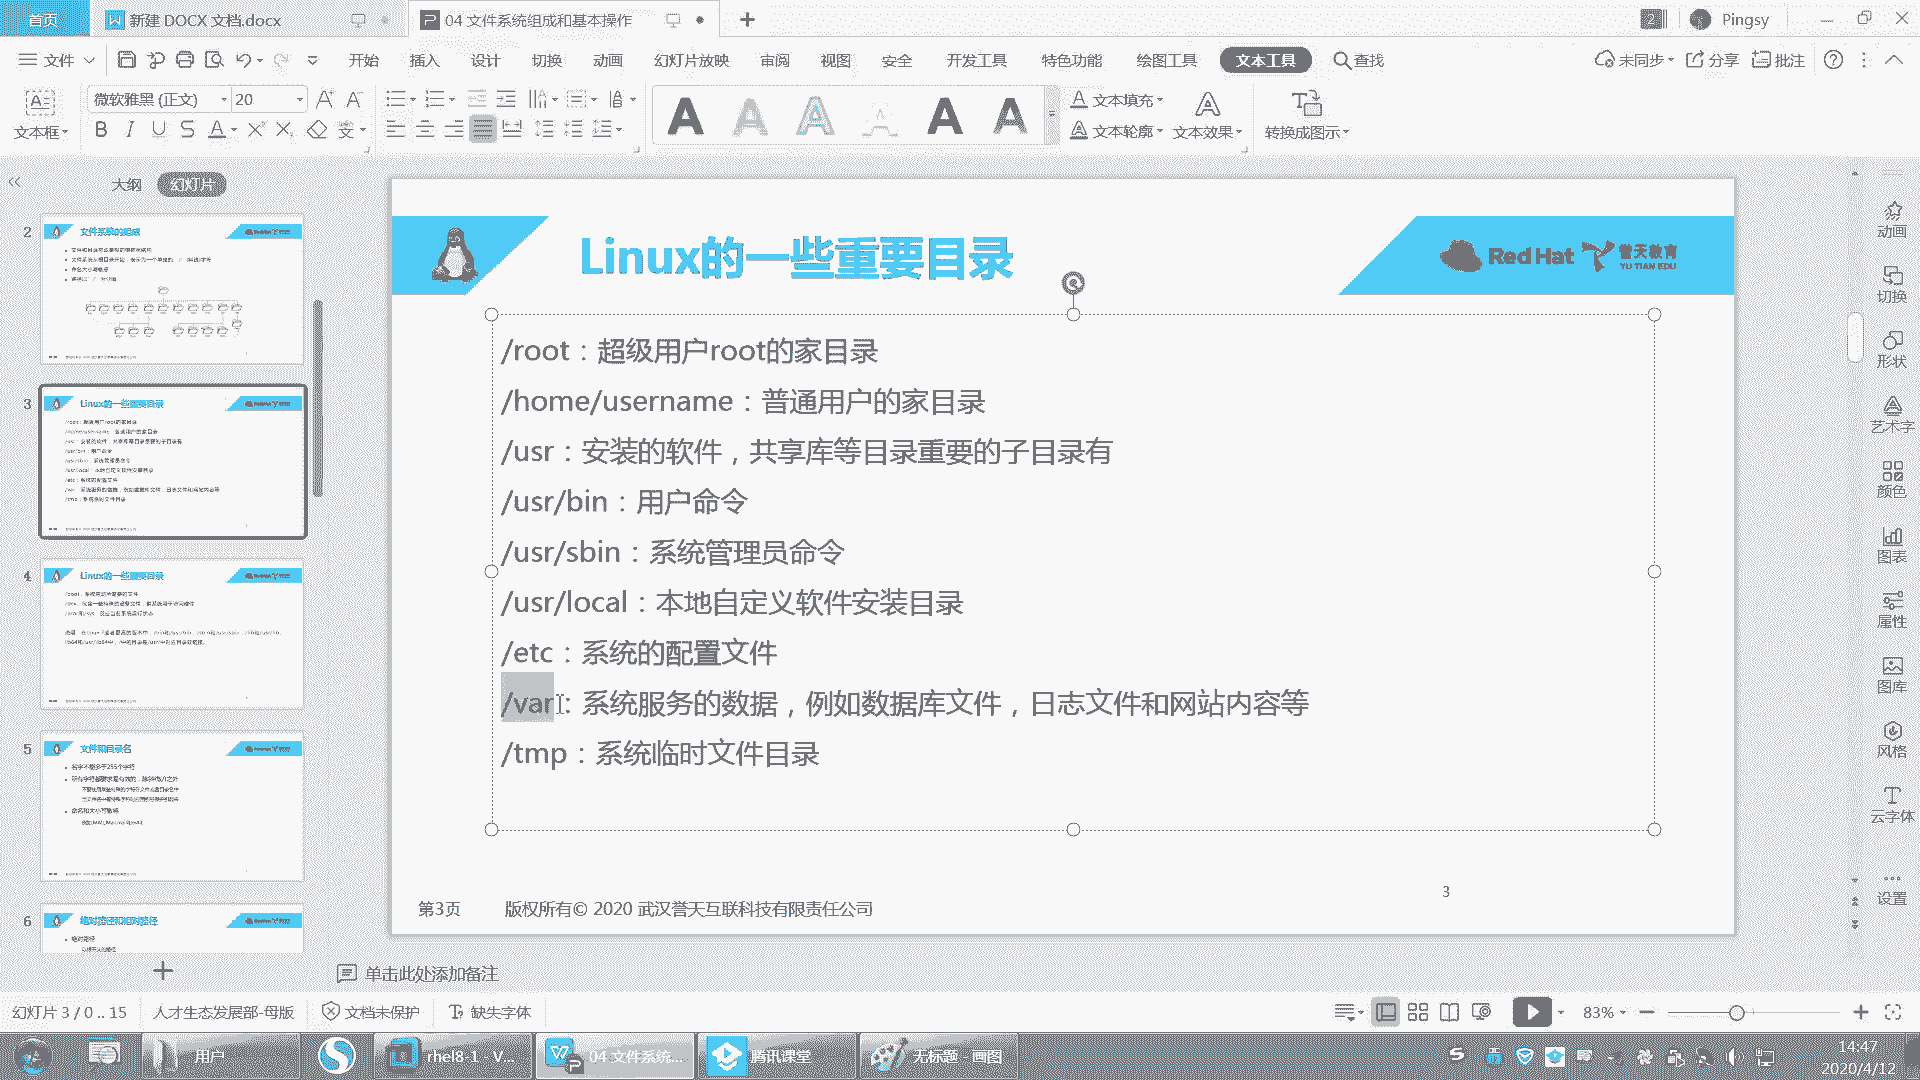 首页
新建 DOCX 文档.docx
04 文件系统组成和基本操作
2
Pingsy
文件
开始
插入
设计
切换
动画
幻灯片放映
审阅
视图
安全
开发工具
特色功能
绘图工具
文本工具
查找
未同步
分享
批注
文本框
微软雅黑 (正文)
20
文本填充
文本轮廓
文本效果
转换成图示
大纲
幻灯片
2
文件系统的组成
3
Linux的一些重要目录
4
Linux的一些重要目录
5
文件和目录名
6
绝对路径和相对路径
绝对路径
Linux的一些重要目录
Red Hat
誉天教育
YU TIAN EDU
/root：超级用户root的家目录
/home/username：普通用户的家目录
/usr：安装的软件，共享库等目录重要的子目录有
/usr/bin：用户命令
/usr/sbin：系统管理员命令
/usr/local：本地自定义软件安装目录
/etc：系统的配置文件
/var：系统服务的数据，例如数据库文件，日志文件和网站内容等
/tmp：系统临时文件目录
3
第3页
版权所有© 2020 武汉誉天互联科技有限责任公司
动画
切换
形状
艺术字
颜色
图表
属性
图库
风格
云字体
设置
单击此处添加备注
幻灯片 3 / 0 .. 15
人才生态发展部-母版
文档未保护
缺失字体
83%
用户
rhel8-1 - V...
04 文件系统...
腾讯课堂
无标题 - 画图
14:47
2020/4/12